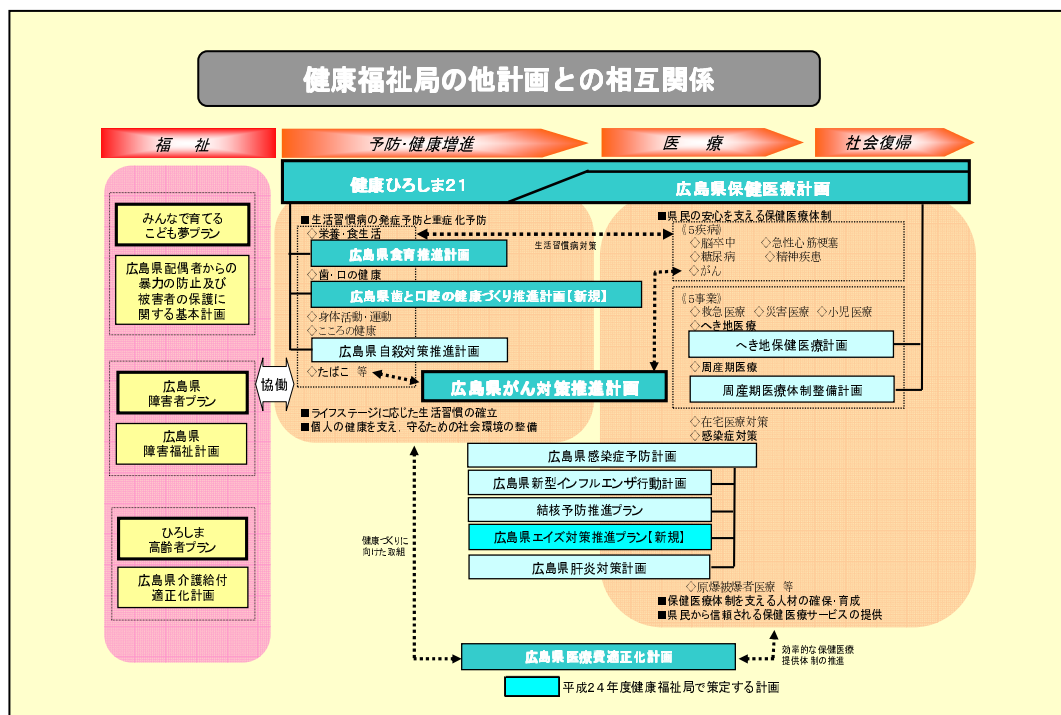 健康福祉局の他計画との相互関係
福 祉
予防・健康増進
医 療
社会復帰
健康ひろしま21
広島県保健医療計画
みんなで育てる
こども夢プラン
広島県配偶者からの
暴力の防止及び
被害者の保護に
関する基本計画
広島県
障害者プラン
広島県
障害福祉計画
ひろしま
高齢者プラン
広島県介護給付
適正化計画
協働
■生活習慣病の発症予防と重症化予防
◇栄養・食生活
広島県食育推進計画
◇歯・口の健康
広島県歯と口腔の健康づくり推進計画【新規】
◇身体活動・運動
◇こころの健康
広島県自殺対策推進計画
◇たばこ 等
広島県がん対策推進計画
■ライフステージに応じた生活習慣の確立
■個人の健康を支え、守るための社会環境の整備
生活習慣病対策
■県民の安心を支える保健医療体制
《5疾病》
◇脳卒中 ◇急性心筋梗塞
◇糖尿病 ◇精神疾患
◇がん
《5事業》
◇救急医療 ◇災害医療 ◇小児医療
◇へき地医療
へき地保健医療計画
◇周産期医療
周産期医療体制整備計画
◇在宅医療対策
◇感染症対策
広島県感染症予防計画
広島県新型インフルエンザ行動計画
結核予防推進プラン
広島県エイズ対策推進プラン【新規】
広島県肝炎対策計画
◇原爆被爆者医療 等
■保健医療体制を支える人材の確保・育成
■県民から信頼される保健医療サービスの提供
健康づくりに
向けた取組
広島県医療費適正化計画
効率的な保健医療
提供体制の推進
平成24年度健康福祉局で策定する計画